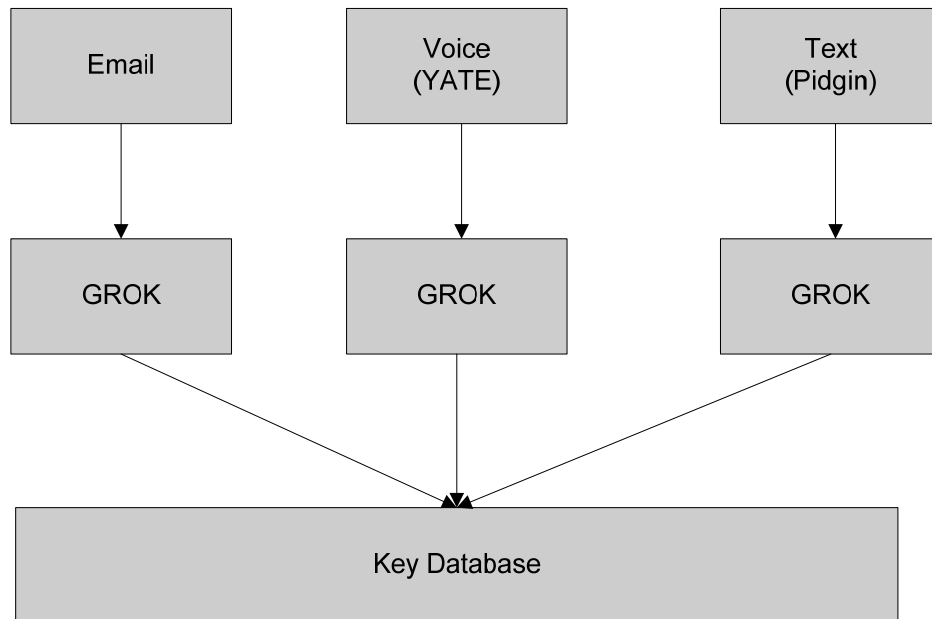 Email
Voice
(YATE)
Text
(Pidgin)
GROK
GROK
GROK
Key Database